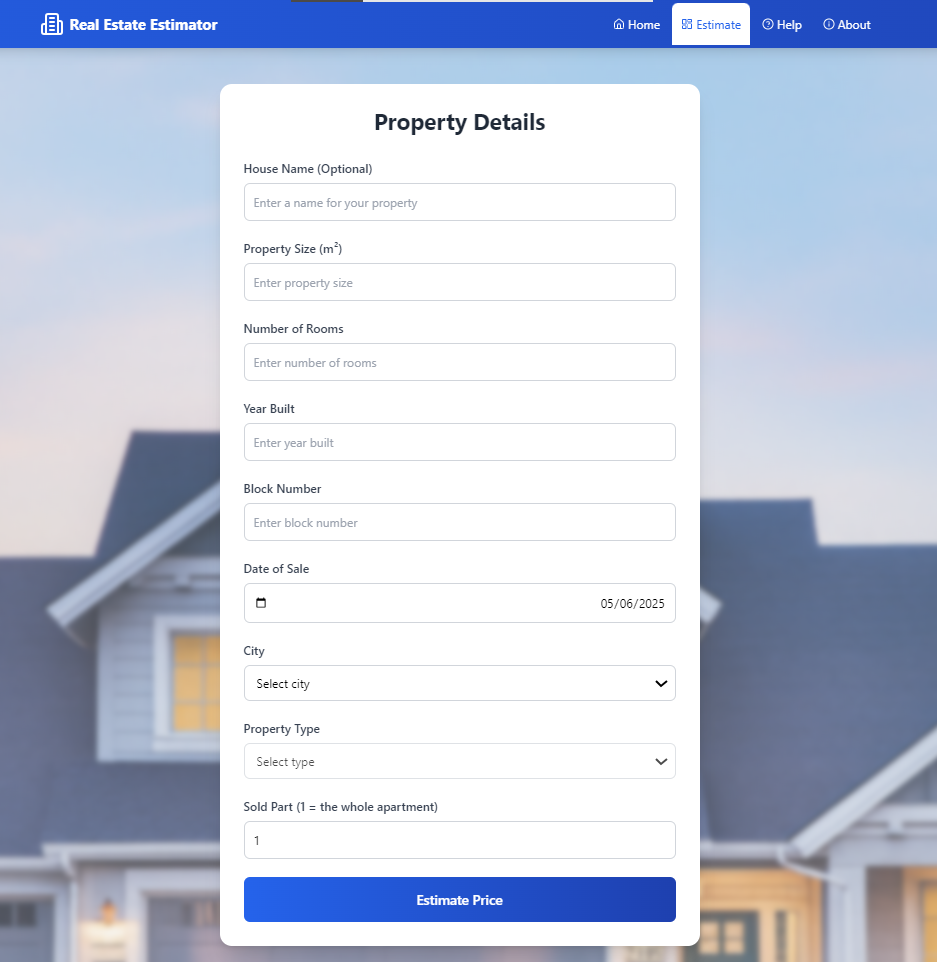 Real Estate Estimator
Home
Estimate
Help
About
Property Details
House Name (Optional)
Enter a name for your property
Property Size (m²)
Enter property size
Number of Rooms
Enter number of rooms
Year Built
Enter year built
Block Number
Enter block number
Date of Sale
05/06/2025
City
Select city
Property Type
Select type
Sold Part (1 = the whole apartment)
1
Estimate Price